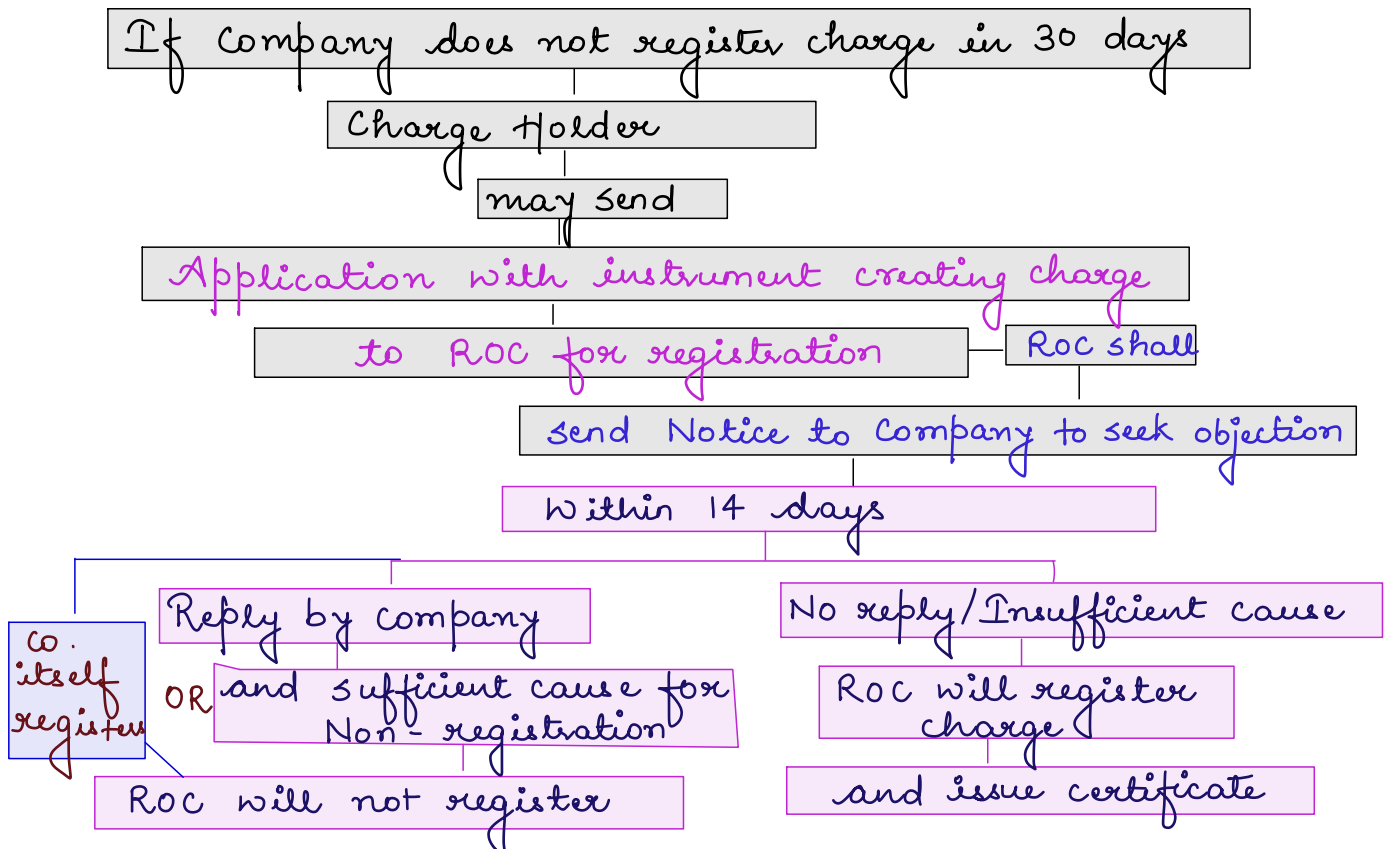 If Company does not register charge in 30 days
Charge Holder
may send
Application with instrument creating charge
to ROC for registration
ROC shall
send Notice to Company to seek objection
Within 14 days
Reply by company
No reply/Insufficient cause
co.
itself
registers
OR
and sufficient cause for
Non-registration
ROC will register
charge
ROC will not register
and issue certificate